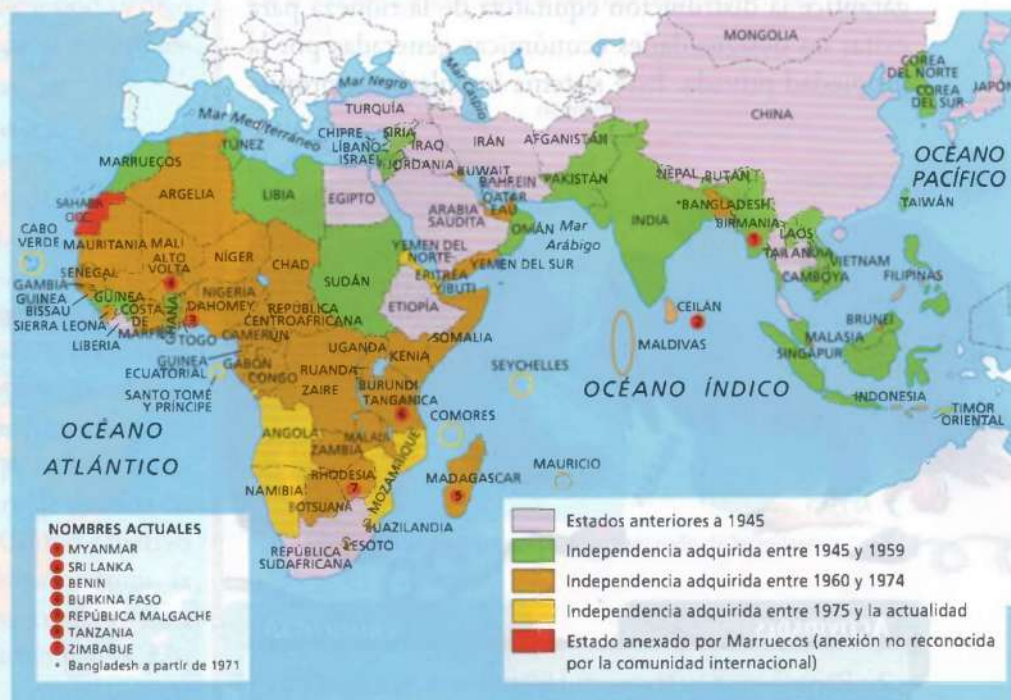 MONGOLIA
COREA
DEL NORTE
COREA
DEL SUR
JAPÓN
CHINA
Mar Negro
Mar Caspio
Mar Mediterráneo
TURQUÍA
CHIPRE
SIRIA
LÍBANO
ISRAEL
IRAQ
IRÁN
AFGANISTÁN
JORDANIA
KUWAIT
BAHREIN
QATAR
EAU
PAKISTÁN
NEPAL
BUTÁN
OCÉANO
PACÍFICO
TAIWÁN
MARRUECOS
TÚNEZ
ARGELIA
LIBIA
EGIPTO
ARABIA
SAUDITA
OMÁN
Mar
Arábigo
INDIA
*BANGLADESH
BIRMANIA
1
LAOS
TAILANDIA
VIETNAM
CAMBOYA
FILIPINAS
SAHARA
OCC.
CABO
VERDE
MAURITANIA
MALÍ
ALTO
VOLTA
4
NÍGER
CHAD
SUDÁN
YEMEN DEL
NORTE
YEMEN DEL SUR
ERITREA
YIBUTI
SENEGAL
GAMBIA
GUINEA
BISSAU
GUINEA
SIERRA LEONA
COSTA
DE
MARFIL
LIBERIA
GHANA
3
TOGO
DAHOMEY
NIGERIA
REPÚBLICA
CENTROAFRICANA
ETIOPÍA
SOMALIA
CEILÁN
2
MALDIVAS
BRUNEI
MALASIA
SINGAPUR
INDONESIA
TIMOR
ORIENTAL
CAMERÚN
GUINEA
ECUATORIAL
GABÓN
CONGO
SANTO TOMÉ
Y PRÍNCIPE
UGANDA
KENIA
RUANDA
ZAIRE
BURUNDI
TANGANICA
6
SEYCHELLES
OCÉANO ÍNDICO
COMORES
OCÉANO
ATLÁNTICO
ANGOLA
ZAMBIA
MALAUI
MOZAMBIQUE
RHODESIA
7
NAMIBIA
BOTSUANA
MADAGASCAR
5
MAURICIO
SUAZILANDIA
LESOTO
REPÚBLICA
SUDAFRICANA
NOMBRES ACTUALES
MYANMAR
SRI LANKA
BENIN
BURKINA FASO
REPÚBLICA MALGACHE
TANZANIA
ZIMBABUE
* Bangladesh a partir de 1971
Estados anteriores a 1945
Independencia adquirida entre 1945 y 1959
Independencia adquirida entre 1960 y 1974
Independencia adquirida entre 1975 y la actualidad
Estado anexado por Marruecos (anexión no reconocida
por la comunidad internacional)